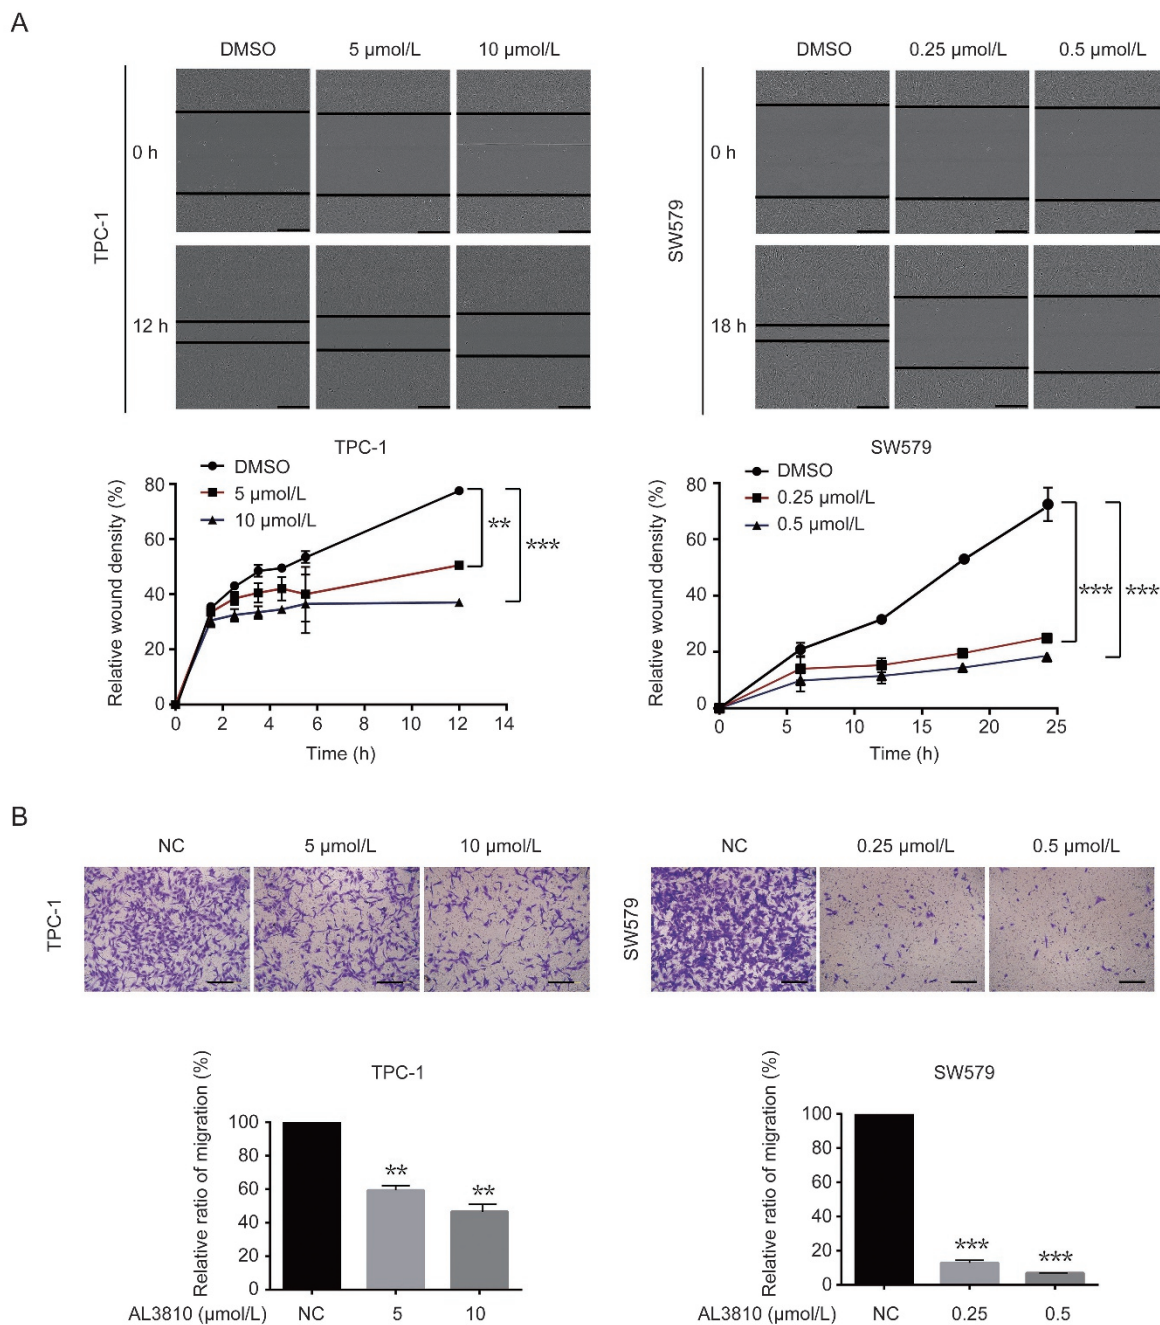 A
DMSO 5 µmol/L 10 µmol/L
TPC-1
0 h
12 h
DMSO 0.25 µmol/L 0.5 µmol/L
SW579
0 h
18 h
TPC-1
DMSO
5 µmol/L
10 µmol/L
Relative wound density (%)
80
60
40
20
0
** ***
0 2 4 6 8 10 12 14
Time (h)
SW579
DMSO
0.25 µmol/L
0.5 µmol/L
Relative wound density (%)
80
60
40
20
0
*** ***
0 5 10 15 20 25
Time (h)
B
NC 5 µmol/L 10 µmol/L
TPC-1
NC 0.25 µmol/L 0.5 µmol/L
SW579
TPC-1
Relative ratio of migration (%)
100
80
60
40
20
0
** **
AL3810 (µmol/L) NC 5 10
SW579
Relative ratio of migration (%)
100
80
60
40
20
0
*** ***
AL3810 (µmol/L) NC 0.25 0.5